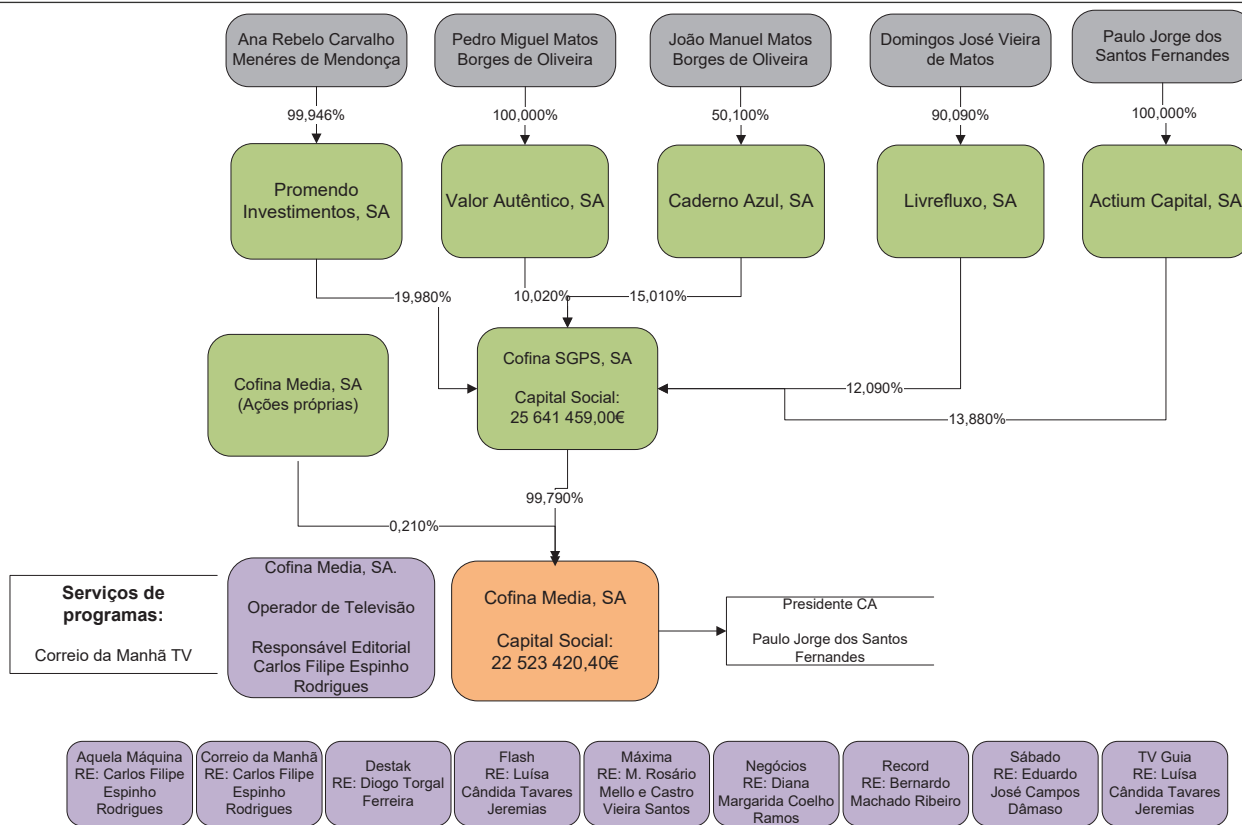 Ana Rebelo Carvalho
Menéres de Mendonça
Pedro Miguel Matos
Borges de Oliveira
João Manuel Matos
Borges de Oliveira
Domingos José Vieira
de Matos
Paulo Jorge dos
Santos Fernandes
99,946%
100,000%
50,100%
90,090%
100,000%
Promendo
Investimentos, SA
Valor Autêntico, SA
Caderno Azul, SA
Livrefluxo, SA
Actium Capital, SA
19,980%
10,020%
15,010%
Cofina Media, SA
(Ações próprias)
Cofina SGPS, SA
Capital Social:
25 641 459,00€
12,090%
13,880%
99,790%
0,210%
Serviços de
programas:
Correio da Manhã TV
Cofina Media, SA.
Operador de Televisão
Responsável Editorial
Carlos Filipe Espinho
Rodrigues
Cofina Media, SA
Capital Social:
22 523 420,40€
Presidente CA
Paulo Jorge dos Santos
Fernandes
Aquela Máquina
RE: Carlos Filipe
Espinho
Rodrigues
Correio da Manhã
RE: Carlos Filipe
Espinho
Rodrigues
Destak
RE: Diogo Torgal
Ferreira
Flash
RE: Luísa
Cândida Tavares
Jeremias
Máxima
RE: M. Rosário
Mello e Castro
Vieira Santos
Negócios
RE: Diana
Margarida Coelho
Ramos
Record
RE: Bernardo
Machado Ribeiro
Sábado
RE: Eduardo
José Campos
Dâmaso
TV Guia
RE: Luísa
Cândida Tavares
Jeremias